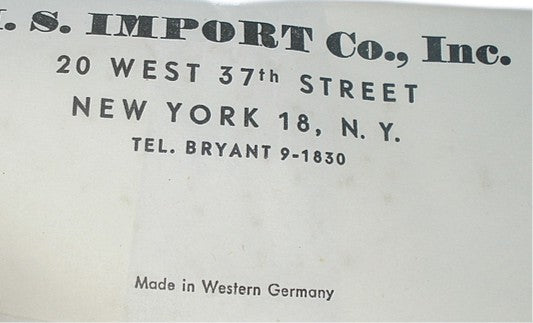 S. IMPORT Co., Inc.
20 WEST 37th STREET
NEW YORK 18, N. Y.
TEL. BRYANT 9-1830
Made in Western Germany